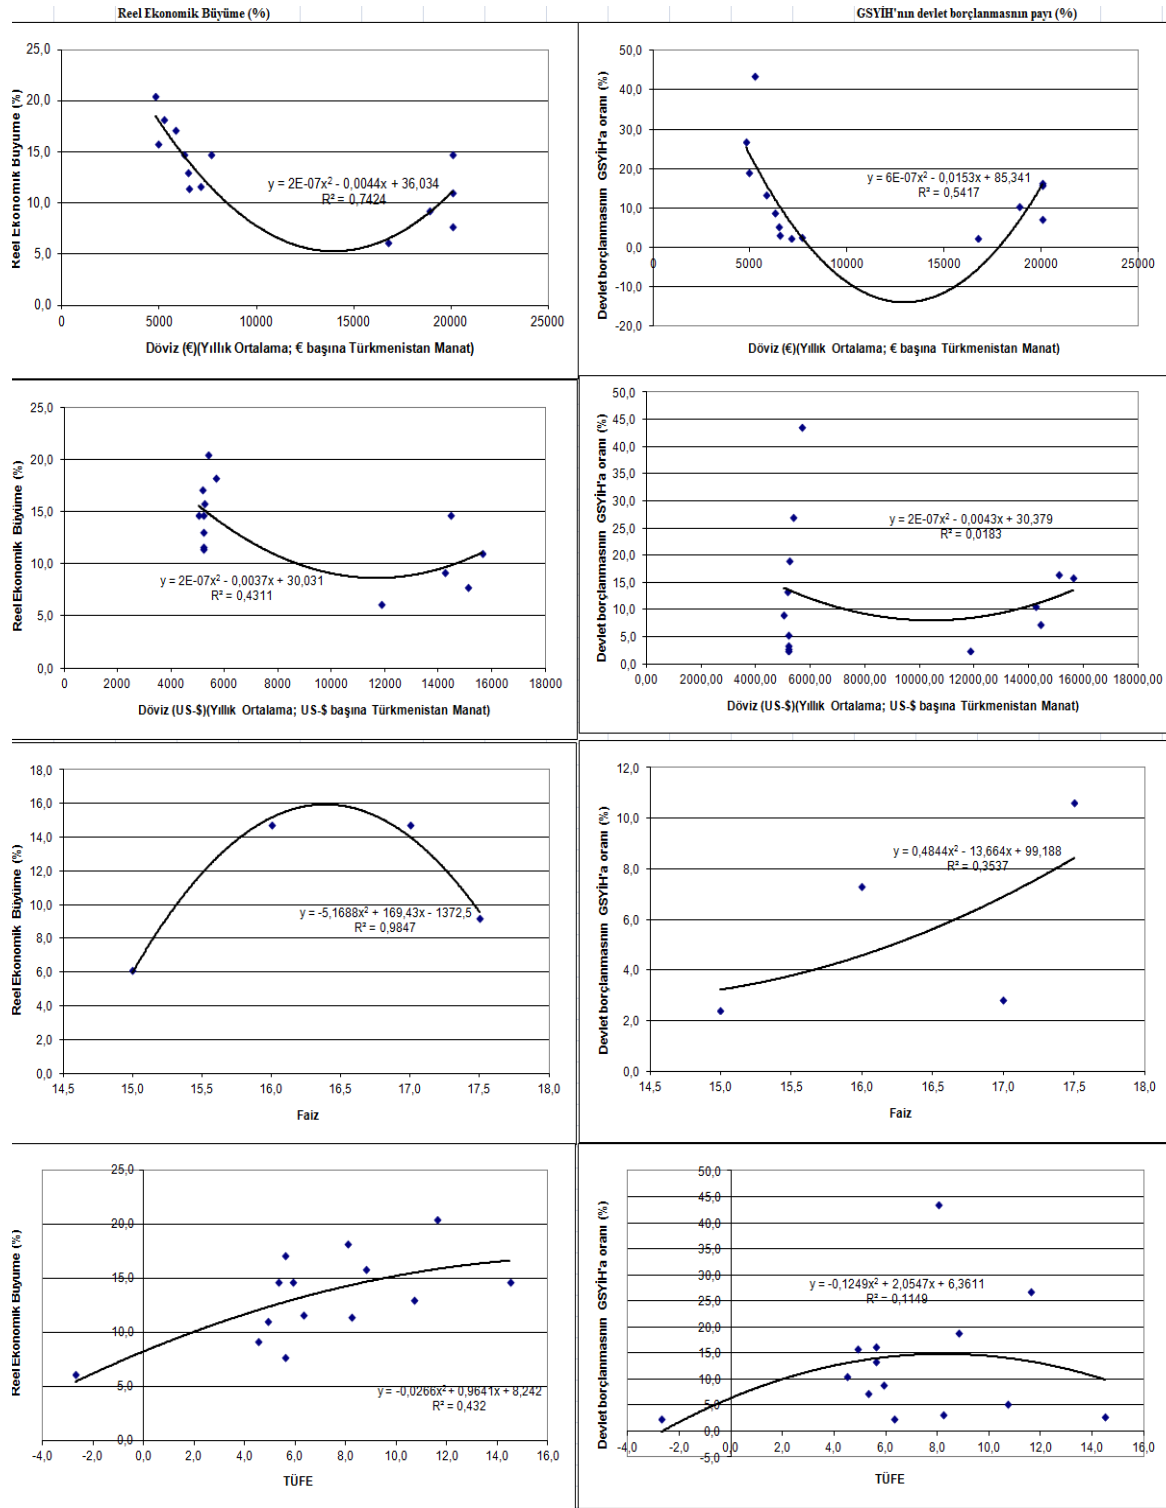 Reel Ekonomik Büyüme (%)
GSYİH'nın devlet borçlanmasının payı (%)
Reel Ekonomik Büyüme (%)
25,0
20,0
15,0
10,0
5,0
0,0
y = 2E-07x² - 0,0044x + 36,034
R² = 0,7424
0 5000 10000 15000 20000 25000
Döviz (€)(Yıllık Ortalama; € başına Türkmenistan Manat)
Devlet borçlanmasının GSYİH'a oranı (%)
50,0
40,0
30,0
20,0
10,0
0,0
-10,0
-20,0
y = 6E-07x² - 0,0153x + 85,341
R² = 0,5417
0 5000 10000 15000 20000 25000
Döviz (€)(Yıllık Ortalama; € başına Türkmenistan Manat)
Reel Ekonomik Büyüme (%)
25,0
20,0
15,0
10,0
5,0
0,0
y = 2E-07x² - 0,0037x + 30,031
R² = 0,4311
0 2000 4000 6000 8000 10000 12000 14000 16000 18000
Döviz (US-$)(Yıllık Ortalama; US-$ başına Türkmenistan Manat)
Devlet borçlanmasının GSYİH'a oranı (%)
50,0
45,0
40,0
35,0
30,0
25,0
20,0
15,0
10,0
5,0
0,0
y = 2E-07x² - 0,0043x + 30,379
R² = 0,0183
0,00 2000,00 4000,00 6000,00 8000,00 10000,00 12000,00 14000,00 16000,00 18000,00
Döviz (US-$)(Yıllık Ortalama; US-$ başına Türkmenistan Manat)
Reel Ekonomik Büyüme (%)
18,0
16,0
14,0
12,0
10,0
8,0
6,0
4,0
2,0
0,0
y = -5,1688x² + 169,43x - 1372,5
R² = 0,9847
14,5 15,0 15,5 16,0 16,5 17,0 17,5 18,0
Faiz
Devlet borçlanmasının GSYİH'a oranı (%)
12,0
10,0
8,0
6,0
4,0
2,0
0,0
y = 0,4844x² - 13,664x + 99,188
R² = 0,3537
14,5 15,0 15,5 16,0 16,5 17,0 17,5 18,0
Faiz
Reel Ekonomik Büyüme (%)
25,0
20,0
15,0
10,0
5,0
0,0
y = -0,0266x² + 0,9641x + 8,242
R² = 0,432
-4,0 -2,0 0,0 2,0 4,0 6,0 8,0 10,0 12,0 14,0 16,0
TÜFE
Devlet borçlanmasının GSYİH'a oranı (%)
50,0
45,0
40,0
35,0
30,0
25,0
20,0
15,0
10,0
5,0
0,0
-5,0
y = -0,1249x² + 2,0547x + 6,3611
R² = 0,1149
-4,0 -2,0 0,0 2,0 4,0 6,0 8,0 10,0 12,0 14,0 16,0
TÜFE